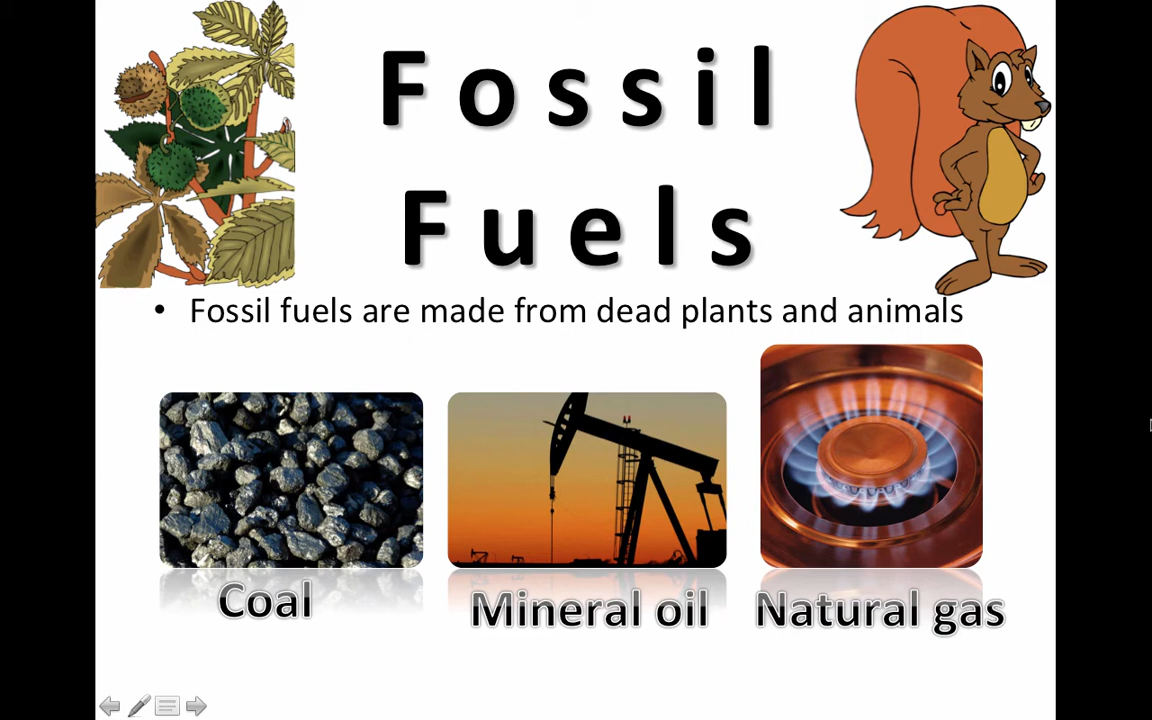 Fossil
Fuels
• Fossil fuels are made from dead plants and animals
Coal
Mineral oil
Natural gas